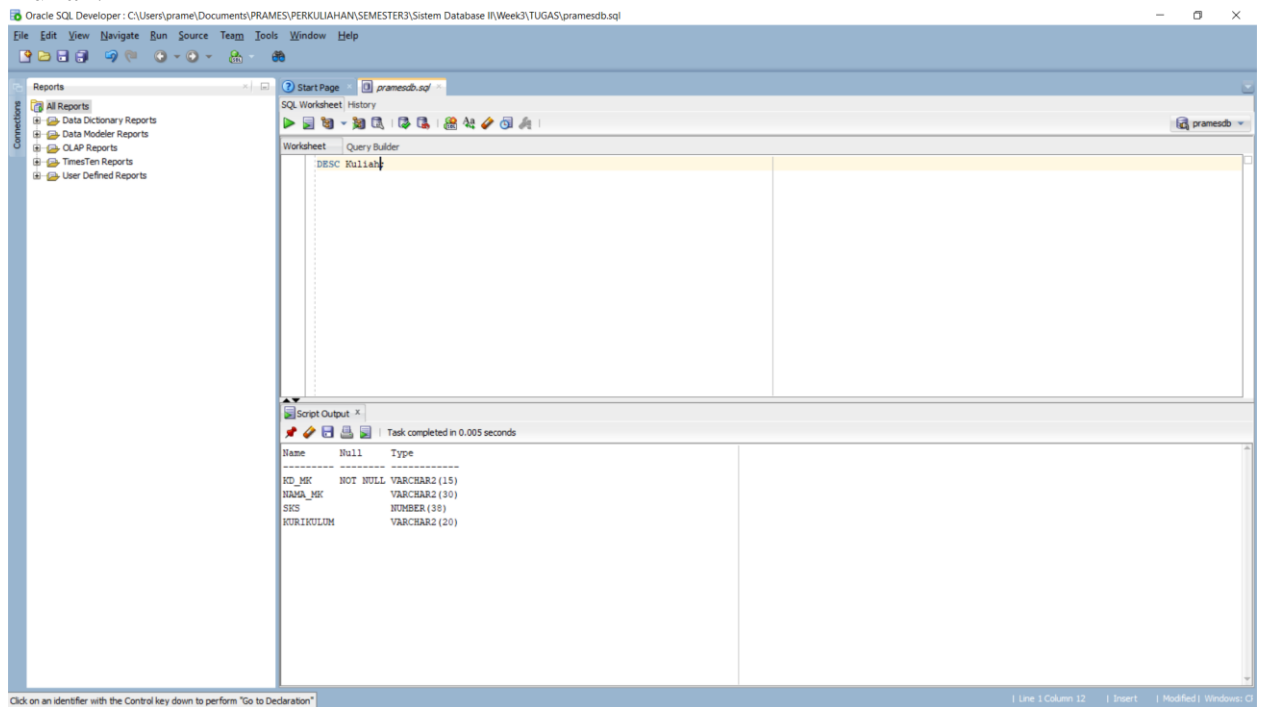 Oracle SQL Developer : C:\Users\prame\Documents\PRAMES\PERKULIAHAN\SEMESTER3\Sistem Database II\Week3\TUGAS\pramesdb.sql
File Edit View Navigate Run Source Team Tools Window Help
Connections
Reports
All Reports
Data Dictionary Reports
Data Modeler Reports
OLAP Reports
TimesTen Reports
User Defined Reports
Start Page pramesdb.sql
SQL Worksheet History
pramesdb
Worksheet Query Builder
DESC Kuliah;
Script Output
Task completed in 0.005 seconds
Name Null Type
--------- -------- ------------
KD_MK NOT NULL VARCHAR2(15)
NAMA_MK VARCHAR2(30)
SKS NUMBER(38)
KURIKULUM VARCHAR2(20)
Click on an identifier with the Control key down to perform "Go to Declaration"
| Line 1 Column 12 | Insert | Modified | Windows: Cl